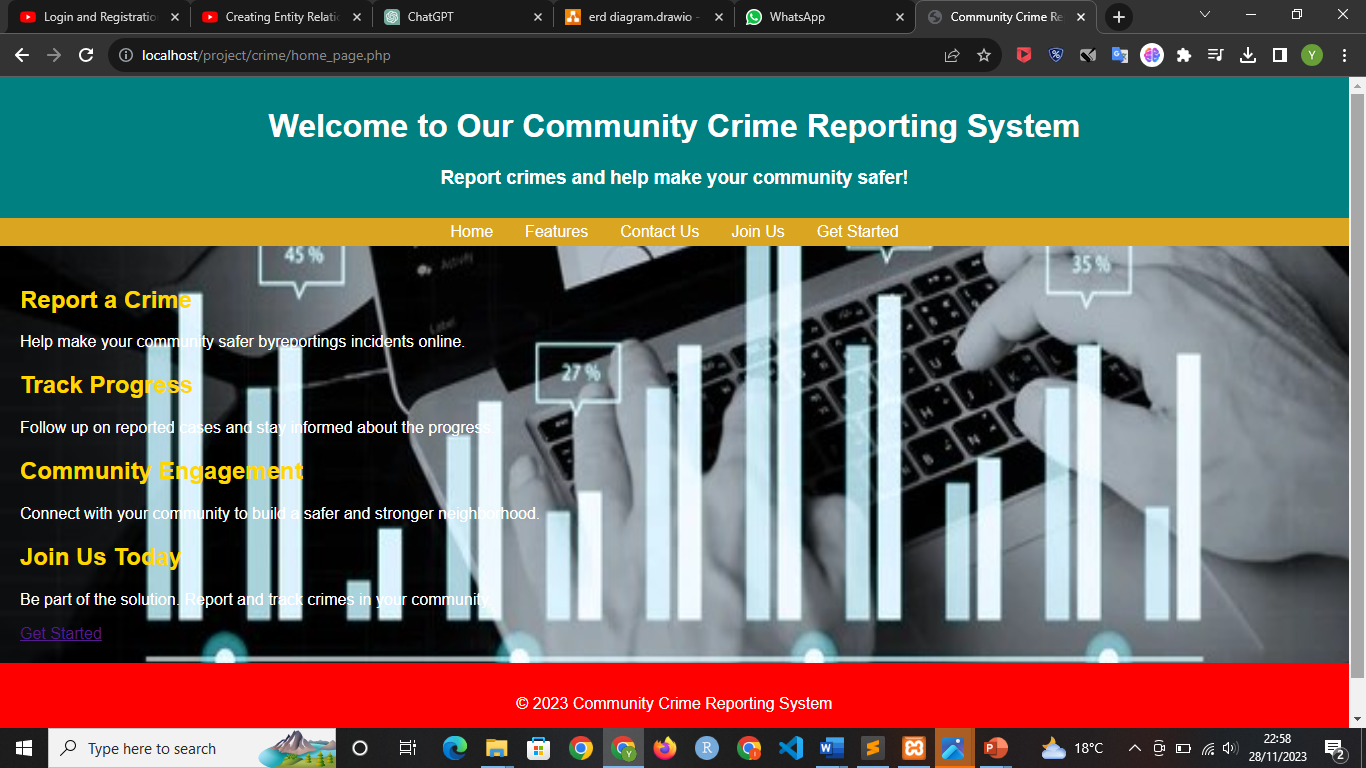 Login and Registratio
Creating Entity Relati
ChatGPT
erd diagram.drawio -
WhatsApp
Community Crime Re
localhost/project/crime/home_page.php
Y
Welcome to Our Community Crime Reporting System
Report crimes and help make your community safer!
Home Features Contact Us Join Us Get Started
45 %
Activity
35 %
Label
27 %
Report a Crime
Help make your community safer byreportings incidents online.
Track Progress
Follow up on reported cases and stay informed about the progress.
Community Engagement
Connect with your community to build a safer and stronger neighborhood.
Join Us Today
Be part of the solution. Report and track crimes in your community.
Get Started
© 2023 Community Crime Reporting System
Type here to search
18°C
22:58
28/11/2023
2